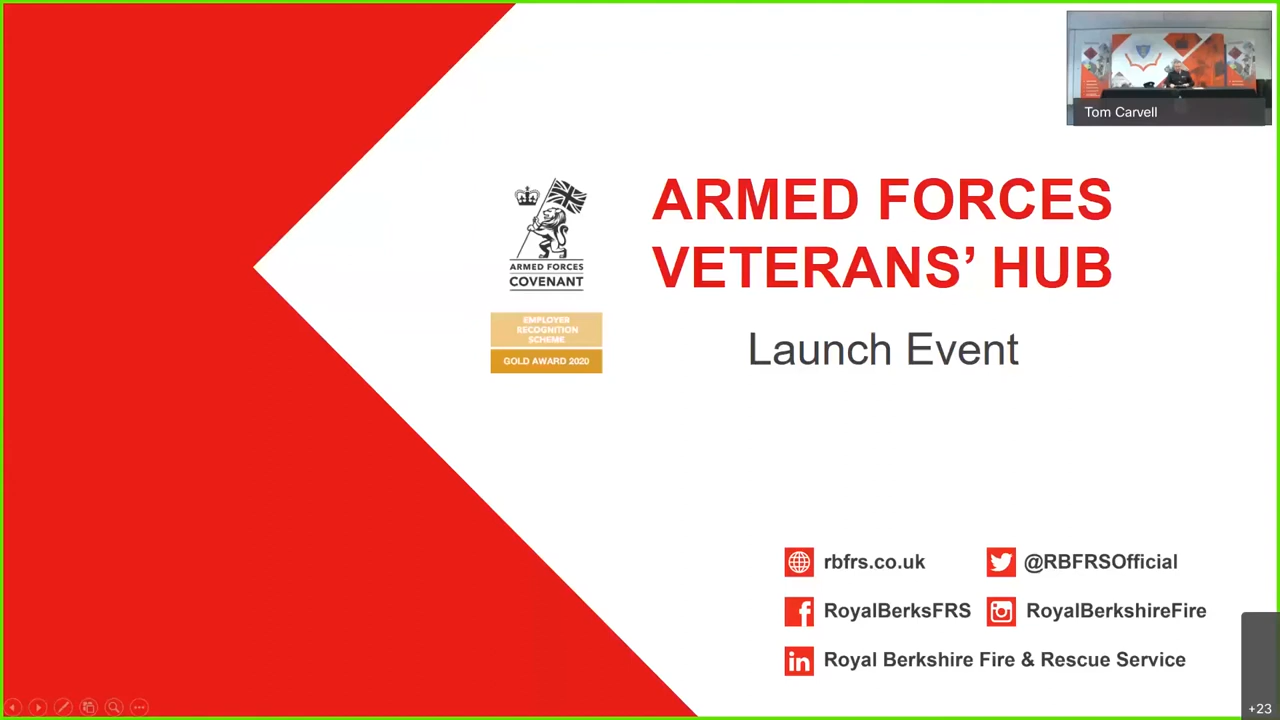 Tom Carvell
ARMED FORCES
VETERANS’ HUB
Launch Event
ARMED FORCES
COVENANT
EMPLOYER
RECOGNITION
SCHEME
GOLD AWARD 2020
rbfrs.co.uk
@RBFRSOfficial
RoyalBerksFRS
RoyalBerkshireFire
Royal Berkshire Fire & Rescue Service
+23